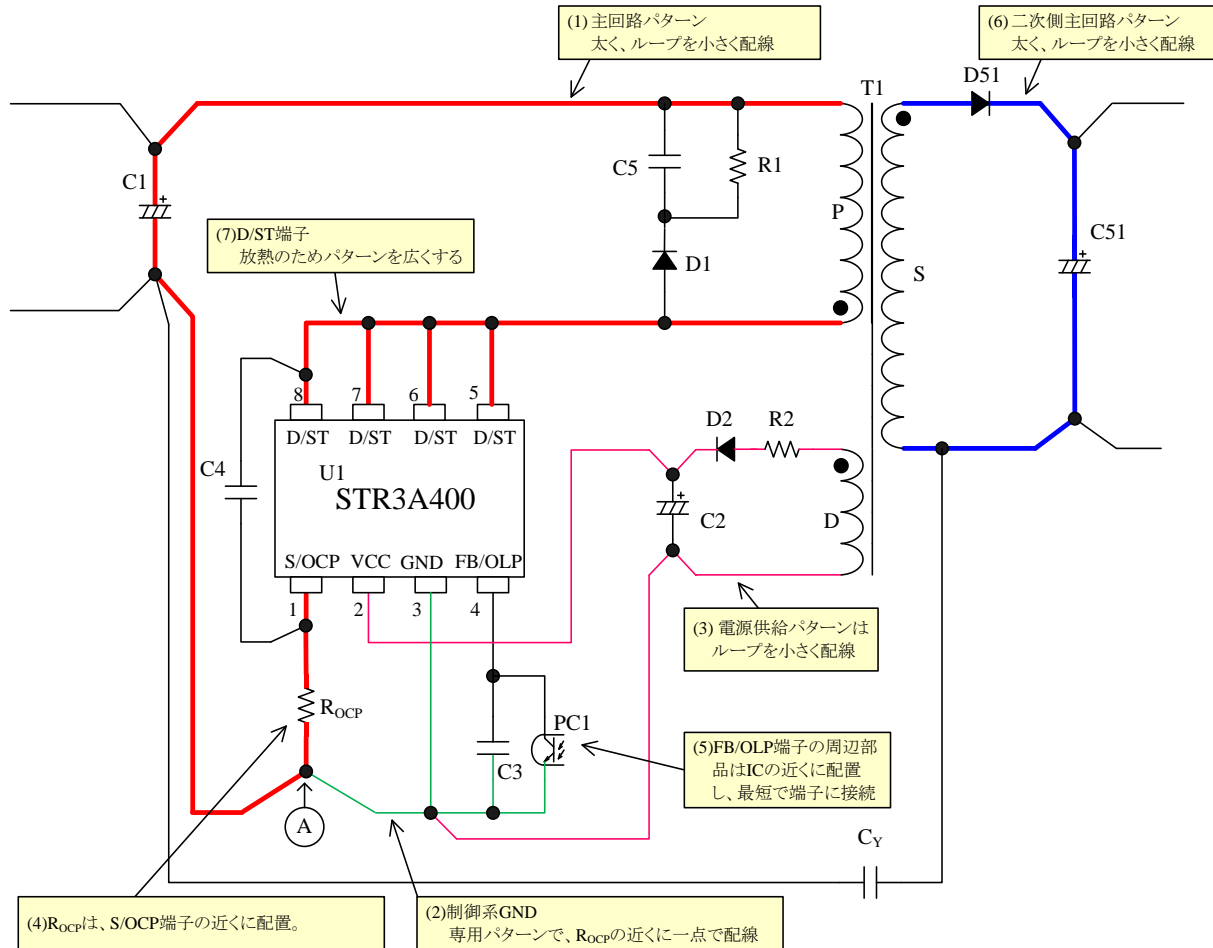 (1) 主回路パターン
太く、ループを小さく配線
(6) 二次側主回路パターン
太く、ループを小さく配線
D51
T1
C1
+
C5
R1
P
S
C51
+
(7)D/ST端子
放熱のためパターンを広くする
D1
8
7
6
5
D/ST
D/ST
D/ST
D/ST
D2
R2
C4
U1
STR3A400
+
C2
D
S/OCP
VCC
GND
FB/OLP
1
2
3
4
(3) 電源供給パターンは
ループを小さく配線
ROCP
PC1
C3
(5)FB/OLP端子の周辺部
品はICの近くに配置
し、最短で端子に接続
A
CY
(4)ROCPは、S/OCP端子の近くに配置。
(2)制御系GND
専用パターンで、ROCPの近くに一点で配線